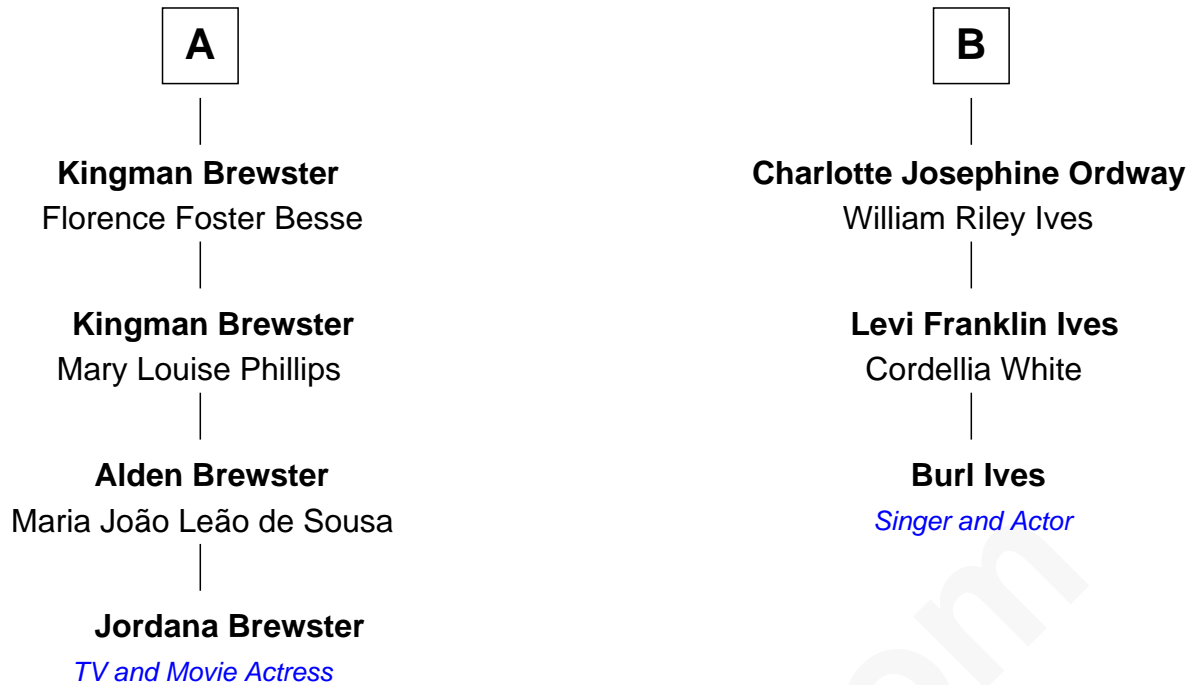 A
Kingman Brewster
Florence Foster Besse
Kingman Brewster
Mary Louise Phillips
Alden Brewster
Maria João Leão de Sousa
Jordana Brewster
TV and Movie Actress
B
Charlotte Josephine Ordway
William Riley Ives
Levi Franklin Ives
Cordellia White
Burl Ives
Singer and Actor
om